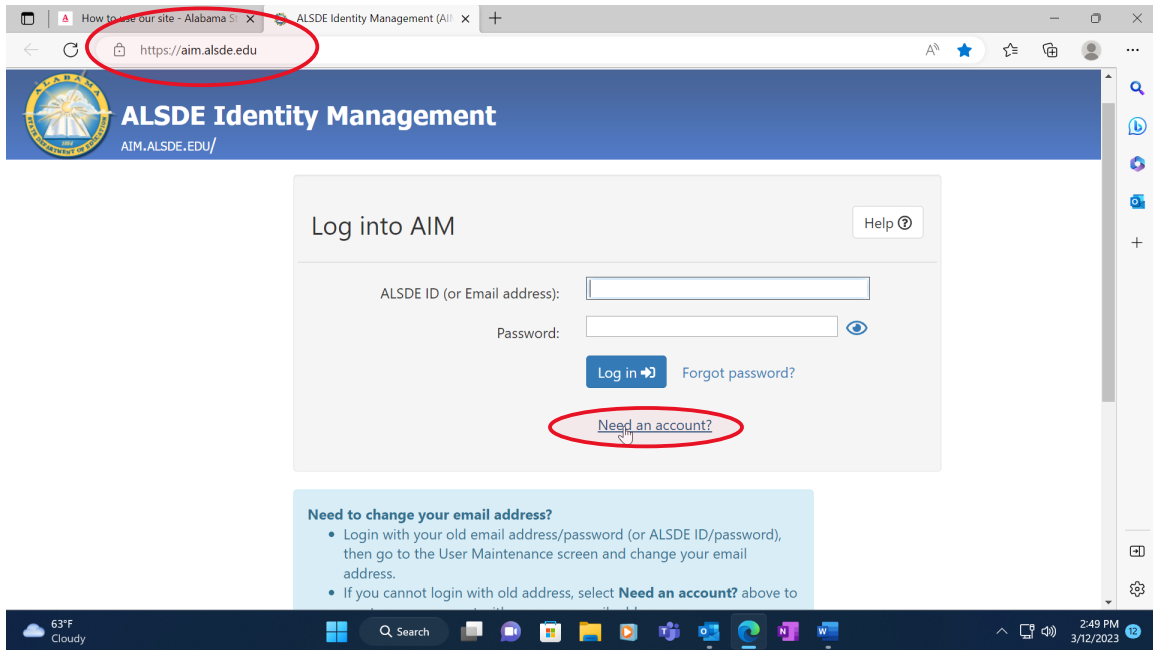 How to use our site - Alabama S
ALSDE Identity Management (AI
https://aim.alsde.edu
ALSDE Identity Management
AIM.ALSDE.EDU/
Log into AIM
Help
ALSDE ID (or Email address):
Password:
Log in
Forgot password?
Need an account?
Need to change your email address?
• Login with your old email address/password (or ALSDE ID/password),
then go to the User Maintenance screen and change your email
address.
• If you cannot login with old address, select Need an account? above to
63°F
Cloudy
Search
2:49 PM
3/12/2023
12